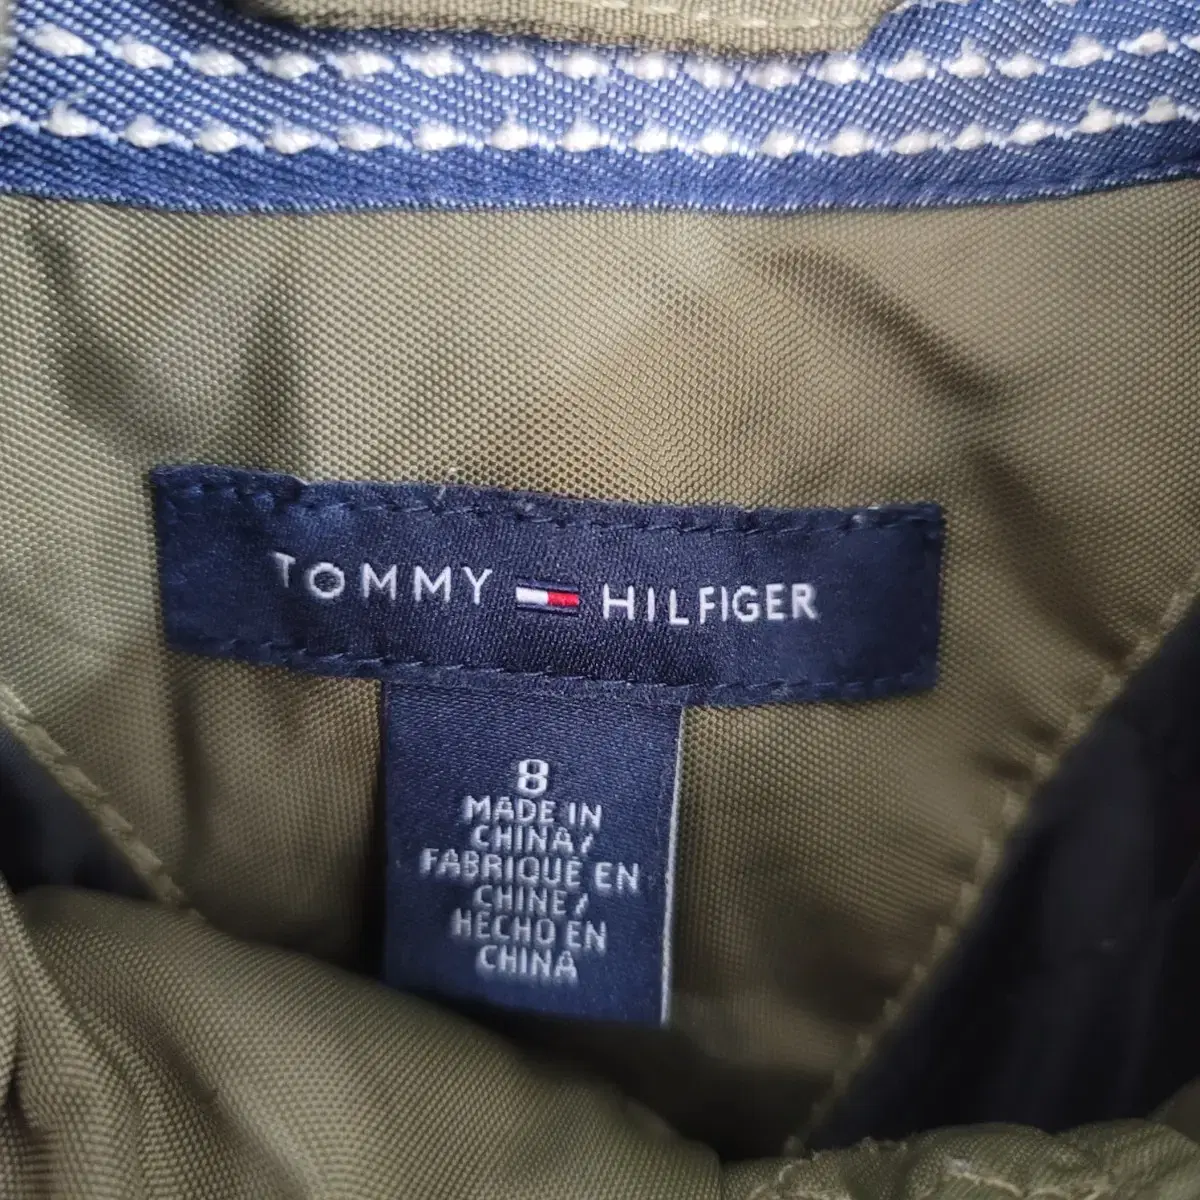 TOMMY HILFIGER
8
MADE IN
CHINA/
FABRIQUÉ EN
CHINE/
HECHO EN
CHINA